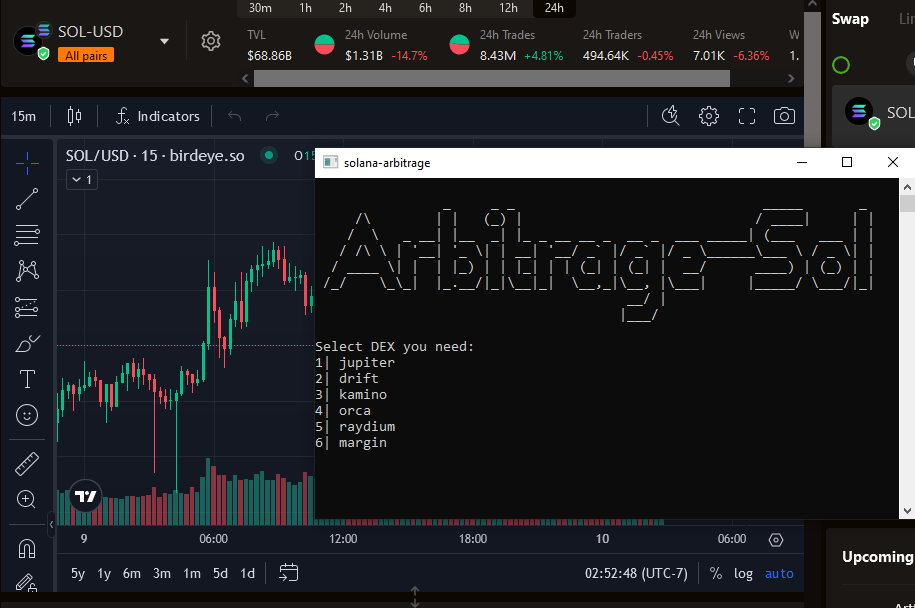 30m 1h 2h 4h 6h 8h 12h 24h
SOL-USD
All pairs
TVL
$68.86B
24h Volume
$1.31B -14.7%
24h Trades
8.43M +4.81%
24h Traders
494.64K -0.45%
24h Views
7.01K -6.36%
W
1.
Swap
SOL
15m
Indicators
SOL/USD · 15 · birdeye.so
1
solana-arbitrage
Arbitrage-Sol
Select DEX you need:
1| jupiter
2| drift
3| kamino
4| orca
5| raydium
6| margin
9 06:00 12:00 18:00 10 06:00
5y 1y 6m 3m 1m 5d 1d
02:52:48 (UTC-7) % log auto
Upcoming